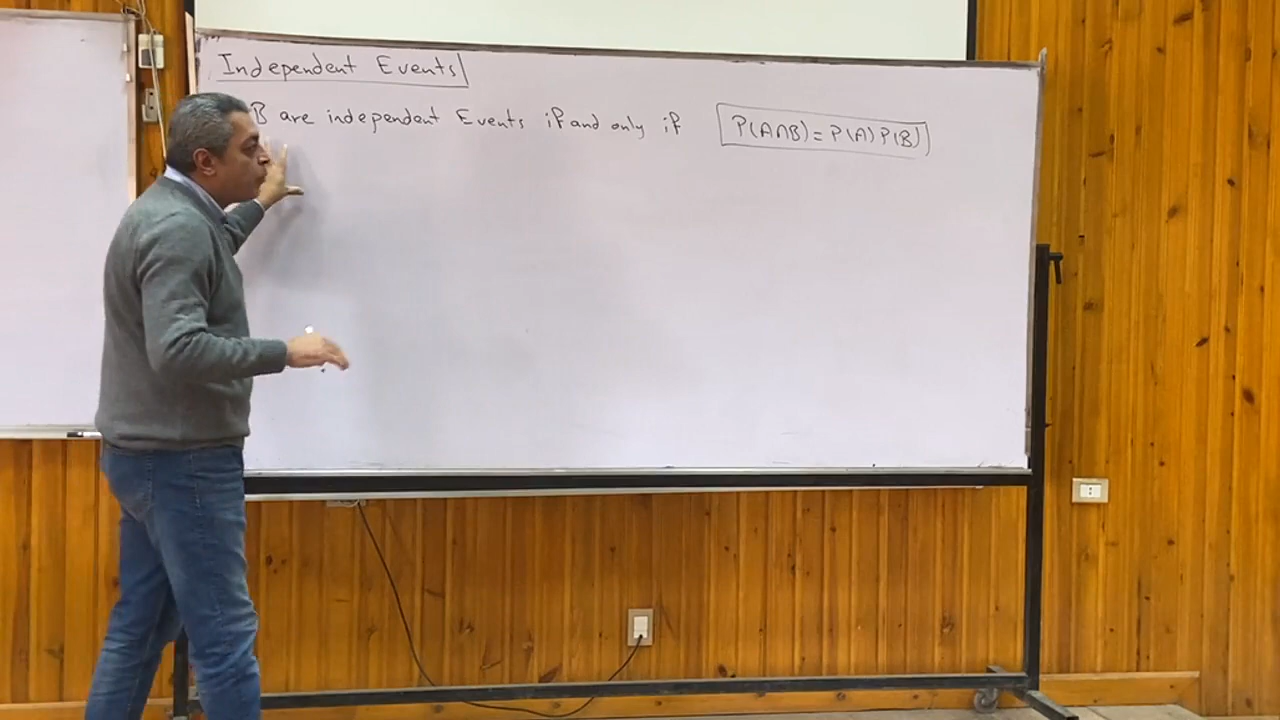 Independent Events
B are independent Events if and only if P(A∩B) = P(A) P(B)